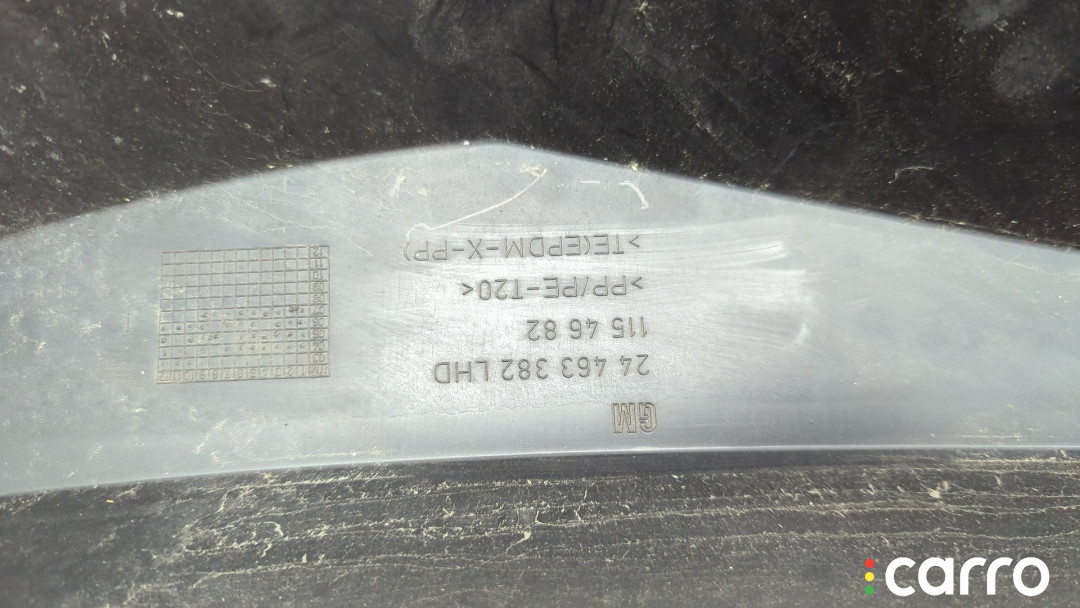 GM
24 463 382 LHD
115 46 82
>PP/PE-T20<
>TE(EPDM-X-PP)
carro